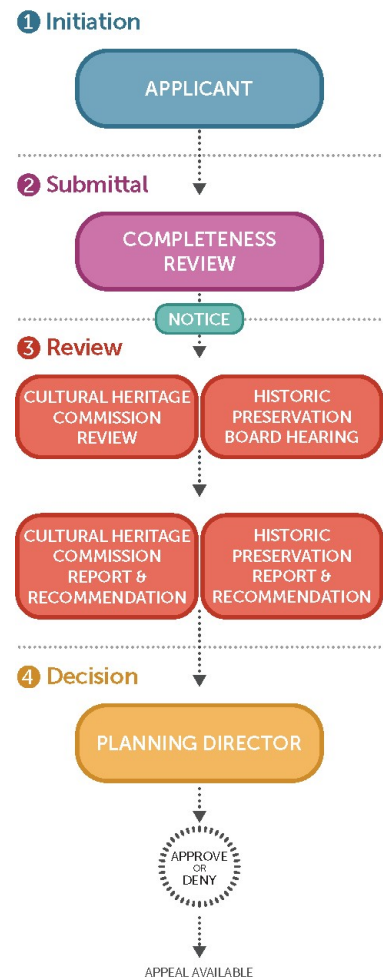 1 Initiation
APPLICANT
2 Submittal
COMPLETENESS
REVIEW
NOTICE
3 Review
CULTURAL HERITAGE
COMMISSION
REVIEW
HISTORIC
PRESERVATION
BOARD HEARING
CULTURAL HERITAGE
COMMISSION
REPORT &
RECOMMENDATION
HISTORIC
PRESERVATION
REPORT &
RECOMMENDATION
4 Decision
PLANNING DIRECTOR
APPROVE
OR
DENY
APPEAL AVAILABLE